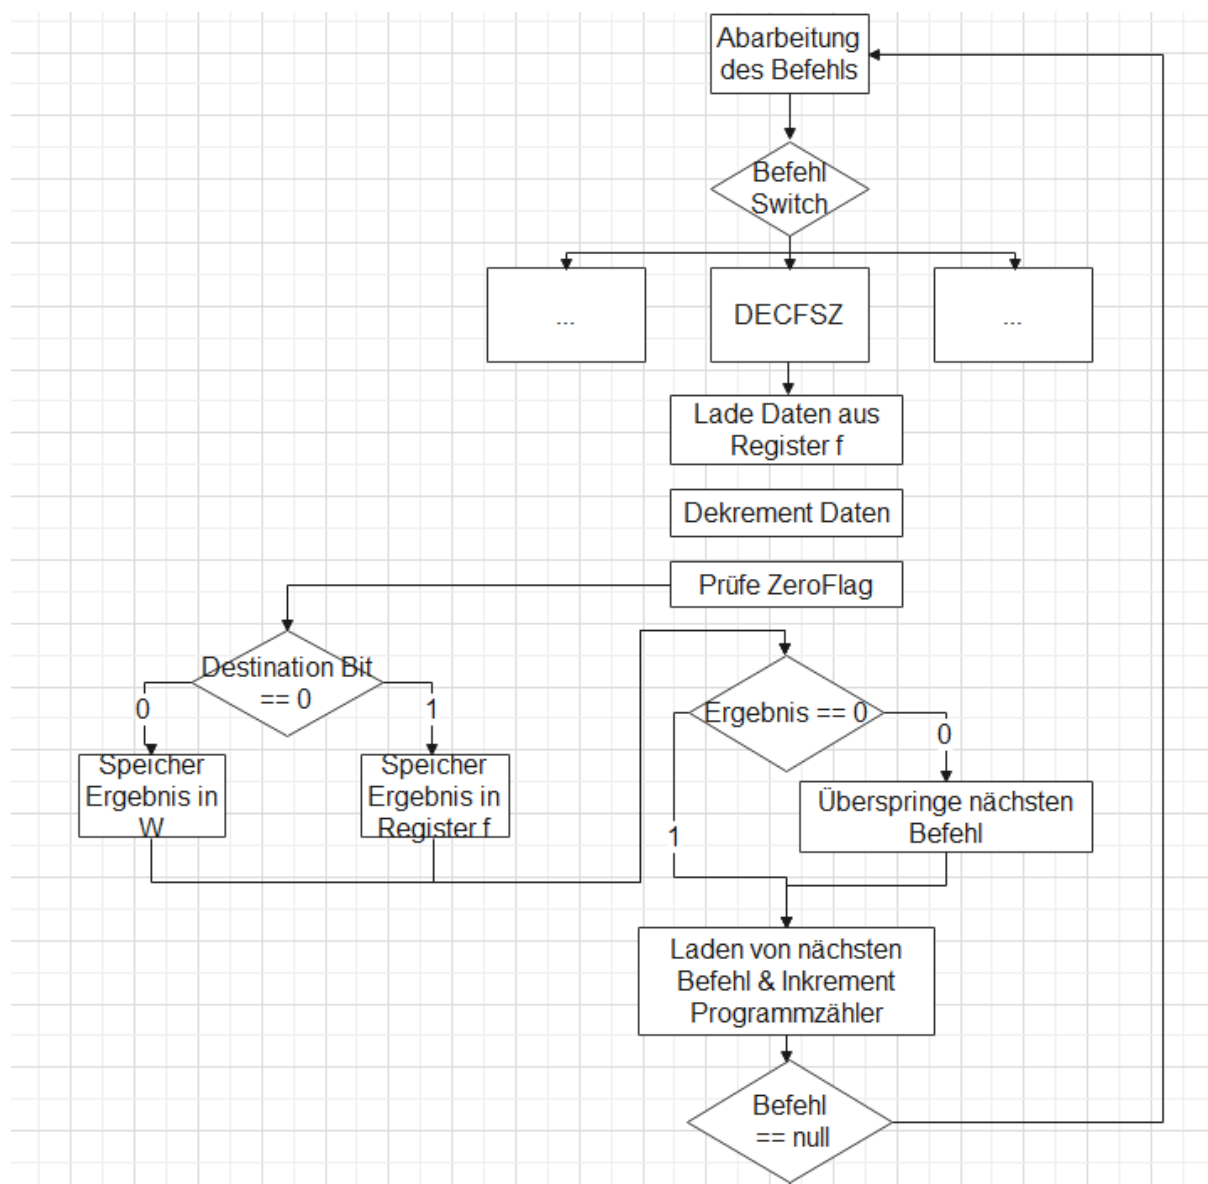 Abarbeitung
des Befehls
Befehl
Switch
...
DECFSZ
...
Lade Daten aus
Register f
Dekrement Daten
Prüfe ZeroFlag
Destination Bit
== 0
0
1
Speicher
Ergebnis in
W
Speicher
Ergebnis in
Register f
Ergebnis == 0
0
1
Überspringe nächsten
Befehl
Laden von nächsten
Befehl & Inkrement
Programmzähler
Befehl
== null